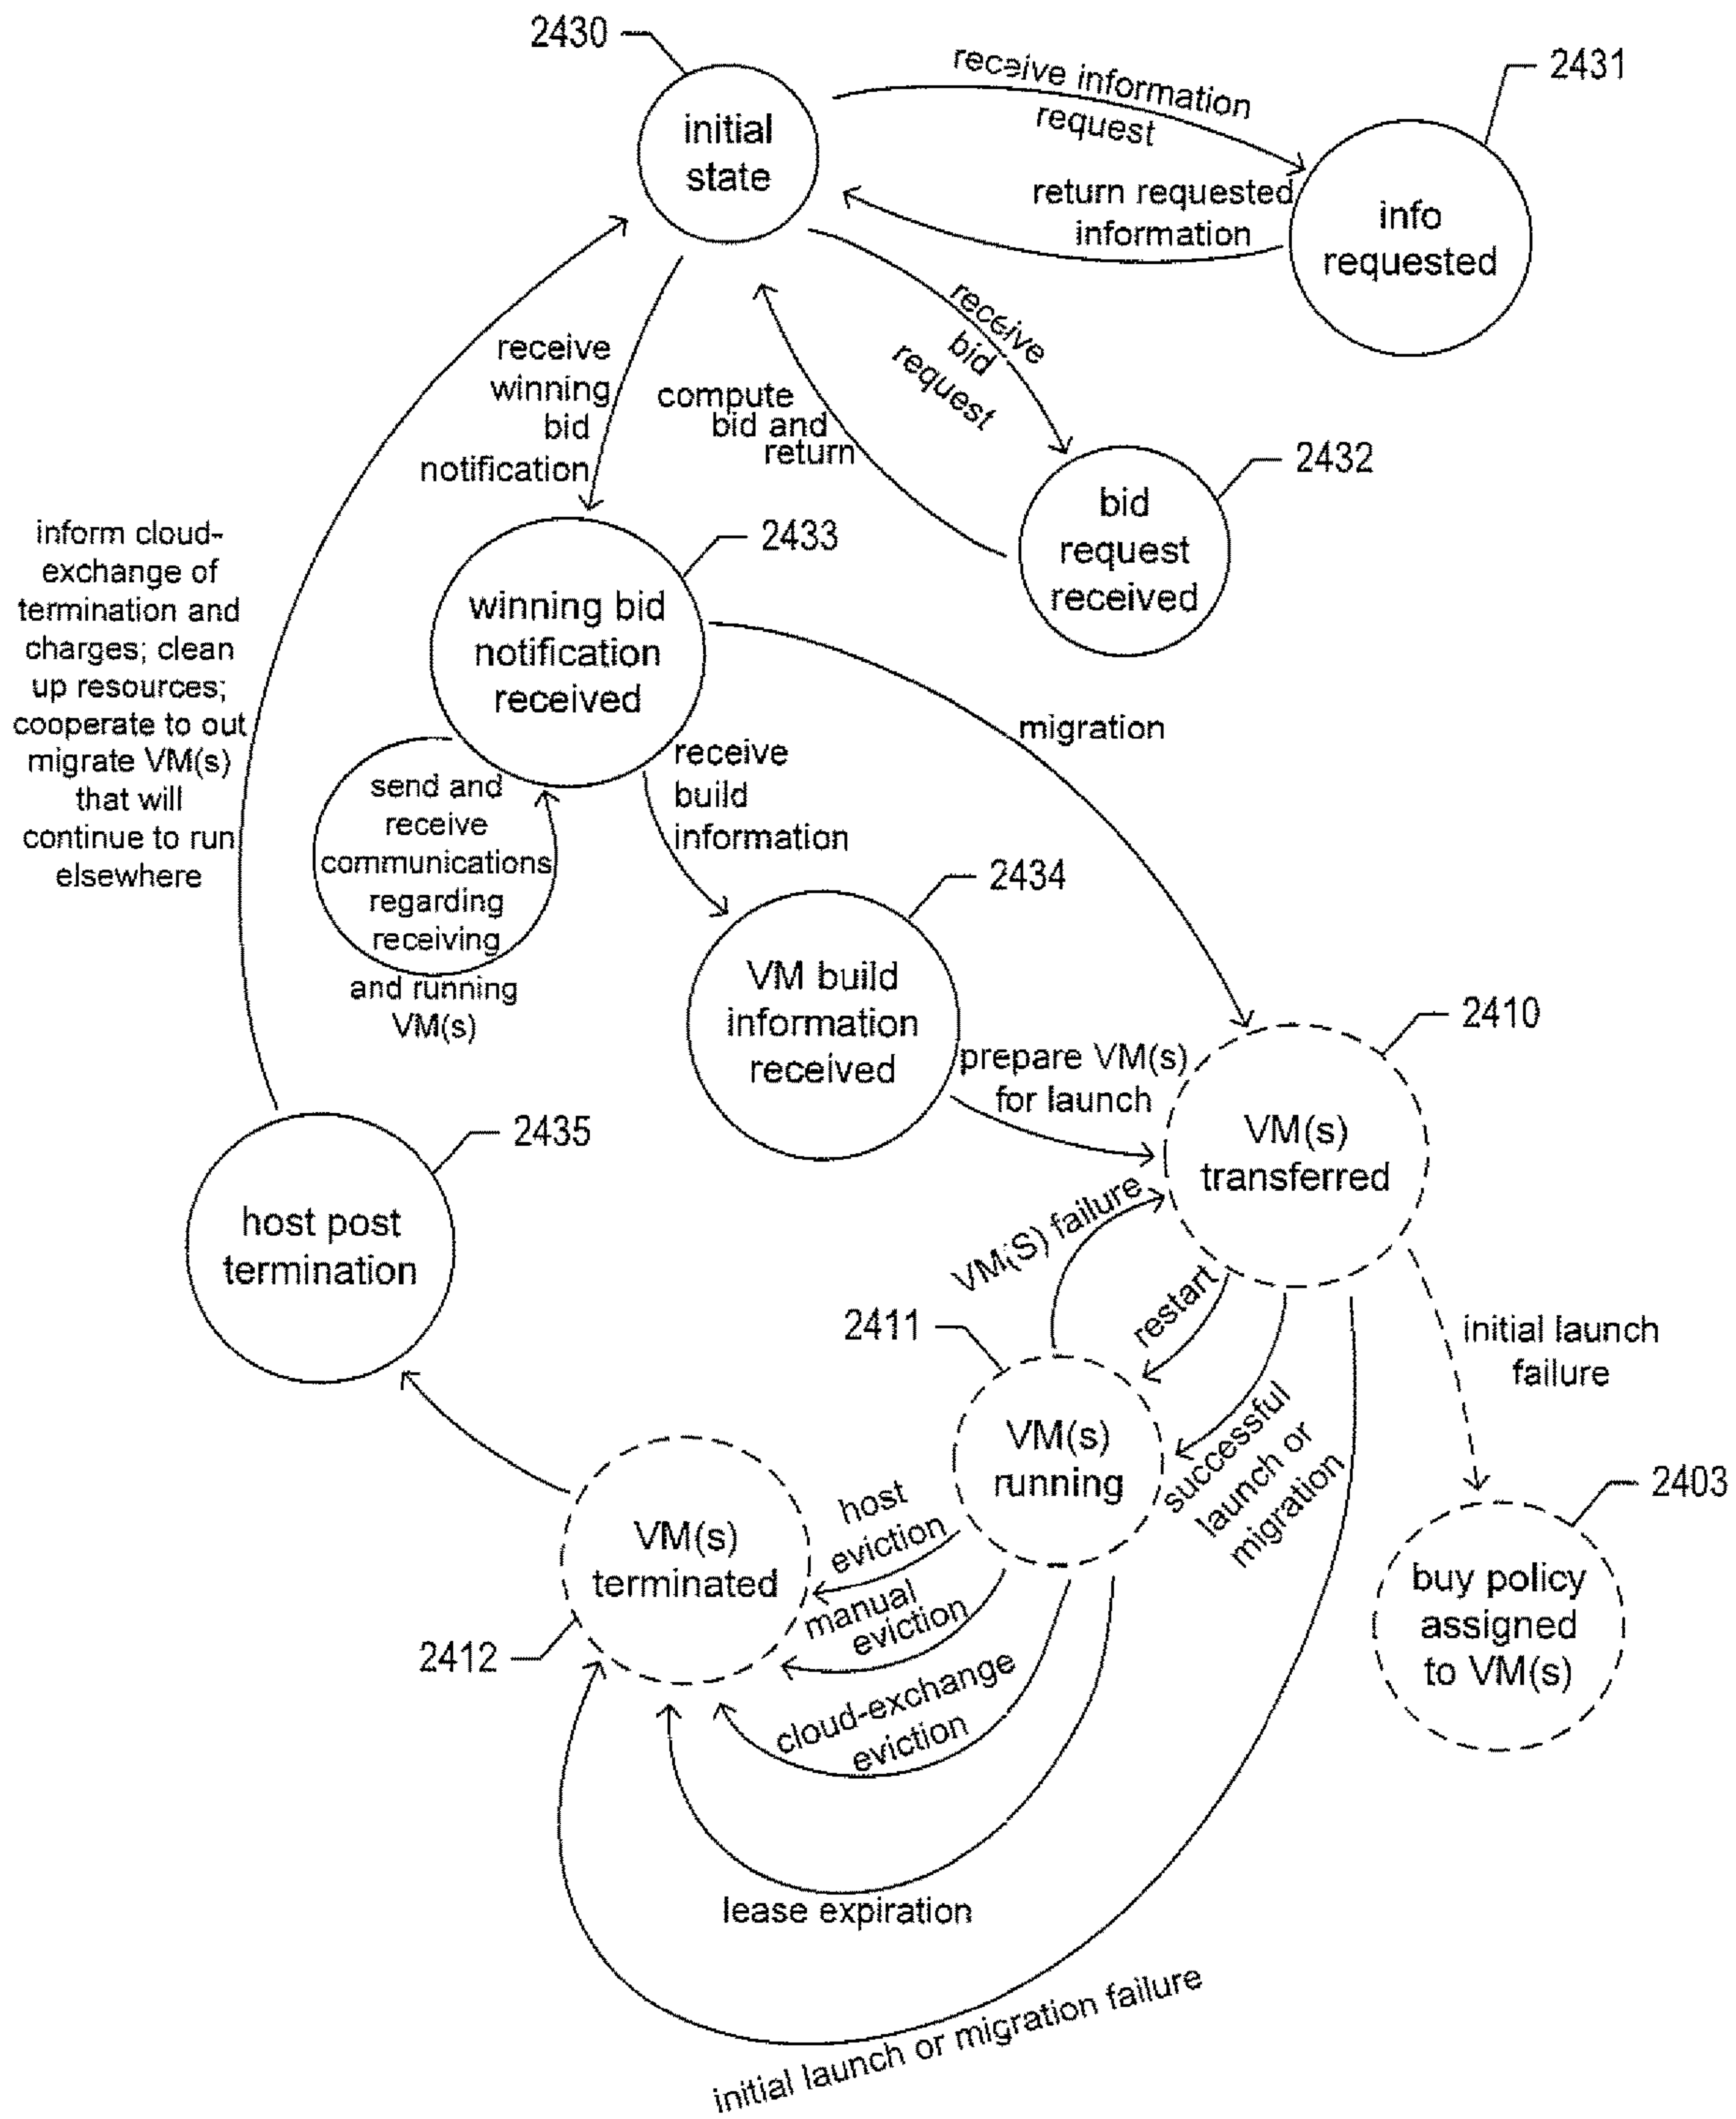 2430
initial
state
receive information
request
2431
return requested
information
info
requested
receive
bid
request
compute
bid and
return
receive
winning
bid
notification
2432
bid
request
received
2433
winning bid
notification
received
inform cloud-
exchange of
termination and
charges; clean
up resources;
cooperate to out
migrate VM(s)
that will
continue to run
elsewhere
migration
send and
receive
communications
regarding
receiving
and running
VM(s)
receive
build
information
2434
VM build
information
received
prepare VM(s)
for launch
2410
VM(s)
transferred
2435
host post
termination
VM(S) failure
restart
2411
VM(s)
running
successful
launch or
migration
initial launch
failure
2403
buy policy
assigned
to VM(s)
VM(s)
terminated
2412
host
eviction
manual
eviction
cloud-exchange
eviction
lease expiration
initial launch or migration failure